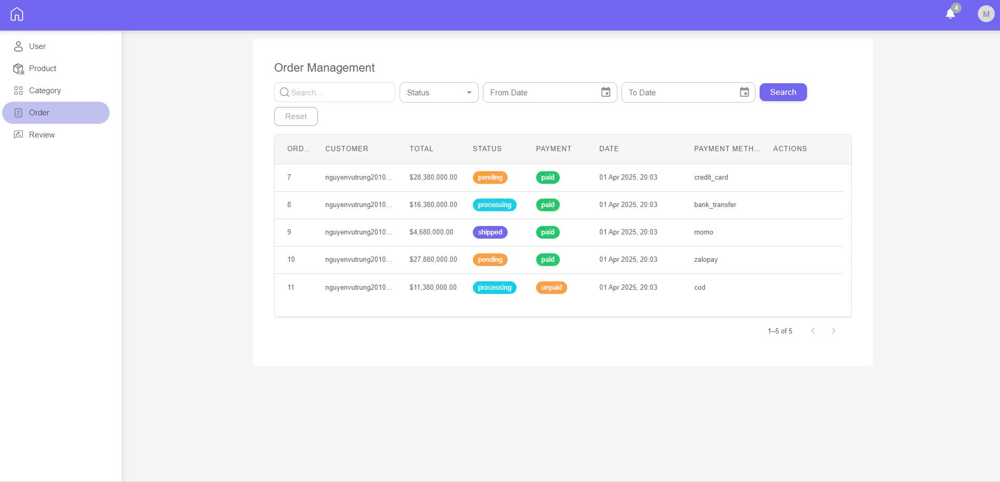 4
M
User
Product
Category
Order
Review
Order Management
Search... Status From Date To Date Search
Reset
ORD... CUSTOMER TOTAL STATUS PAYMENT DATE PAYMENT METH... ACTIONS
7 nguyenvutrung2010... $28,380,000.00 pending paid 01 Apr 2025, 20:03 credit_card
8 nguyenvutrung2010... $16,380,000.00 processing paid 01 Apr 2025, 20:03 bank_transfer
9 nguyenvutrung2010... $4,680,000.00 shipped paid 01 Apr 2025, 20:03 momo
10 nguyenvutrung2010... $27,880,000.00 pending paid 01 Apr 2025, 20:03 zalopay
11 nguyenvutrung2010... $11,380,000.00 processing unpaid 01 Apr 2025, 20:03 cod
1–5 of 5